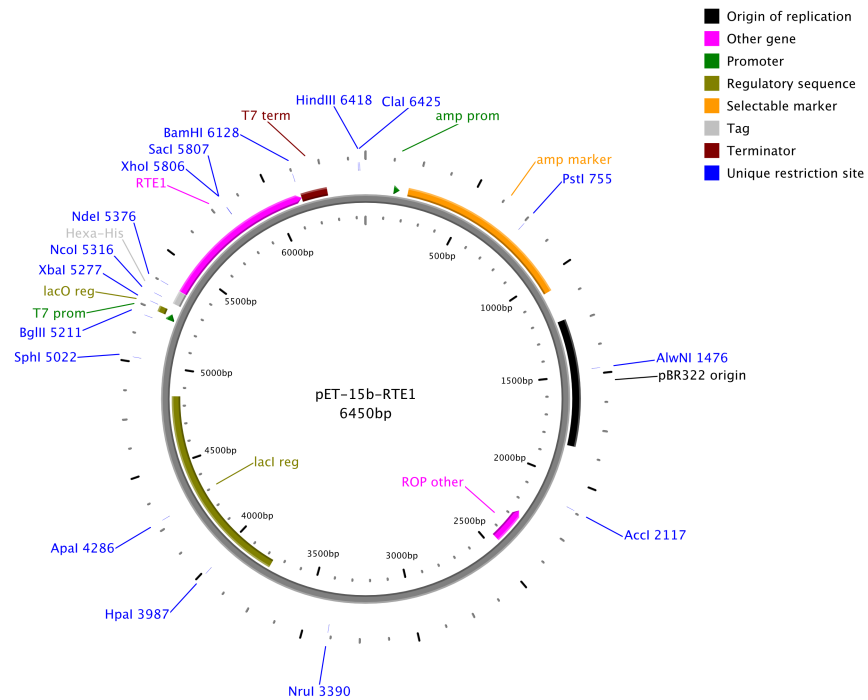 Origin of replication
Other gene
Promoter
Regulatory sequence
Selectable marker
Tag
Terminator
Unique restriction site
HindIII 6418
ClaI 6425
T7 term
amp prom
BamHI 6128
SacI 5807
XhoI 5806
RTE1
amp marker
PstI 755
NdeI 5376
Hexa-His
NcoI 5316
XbaI 5277
lacO reg
T7 prom
BglII 5211
SphI 5022
6000bp
500bp
5500bp
1000bp
5000bp
1500bp
AlwNI 1476
pBR322 origin
pET-15b-RTE1
6450bp
4500bp
lacI reg
2000bp
ROP other
4000bp
2500bp
3500bp
3000bp
AccI 2117
ApaI 4286
HpaI 3987
NruI 3390